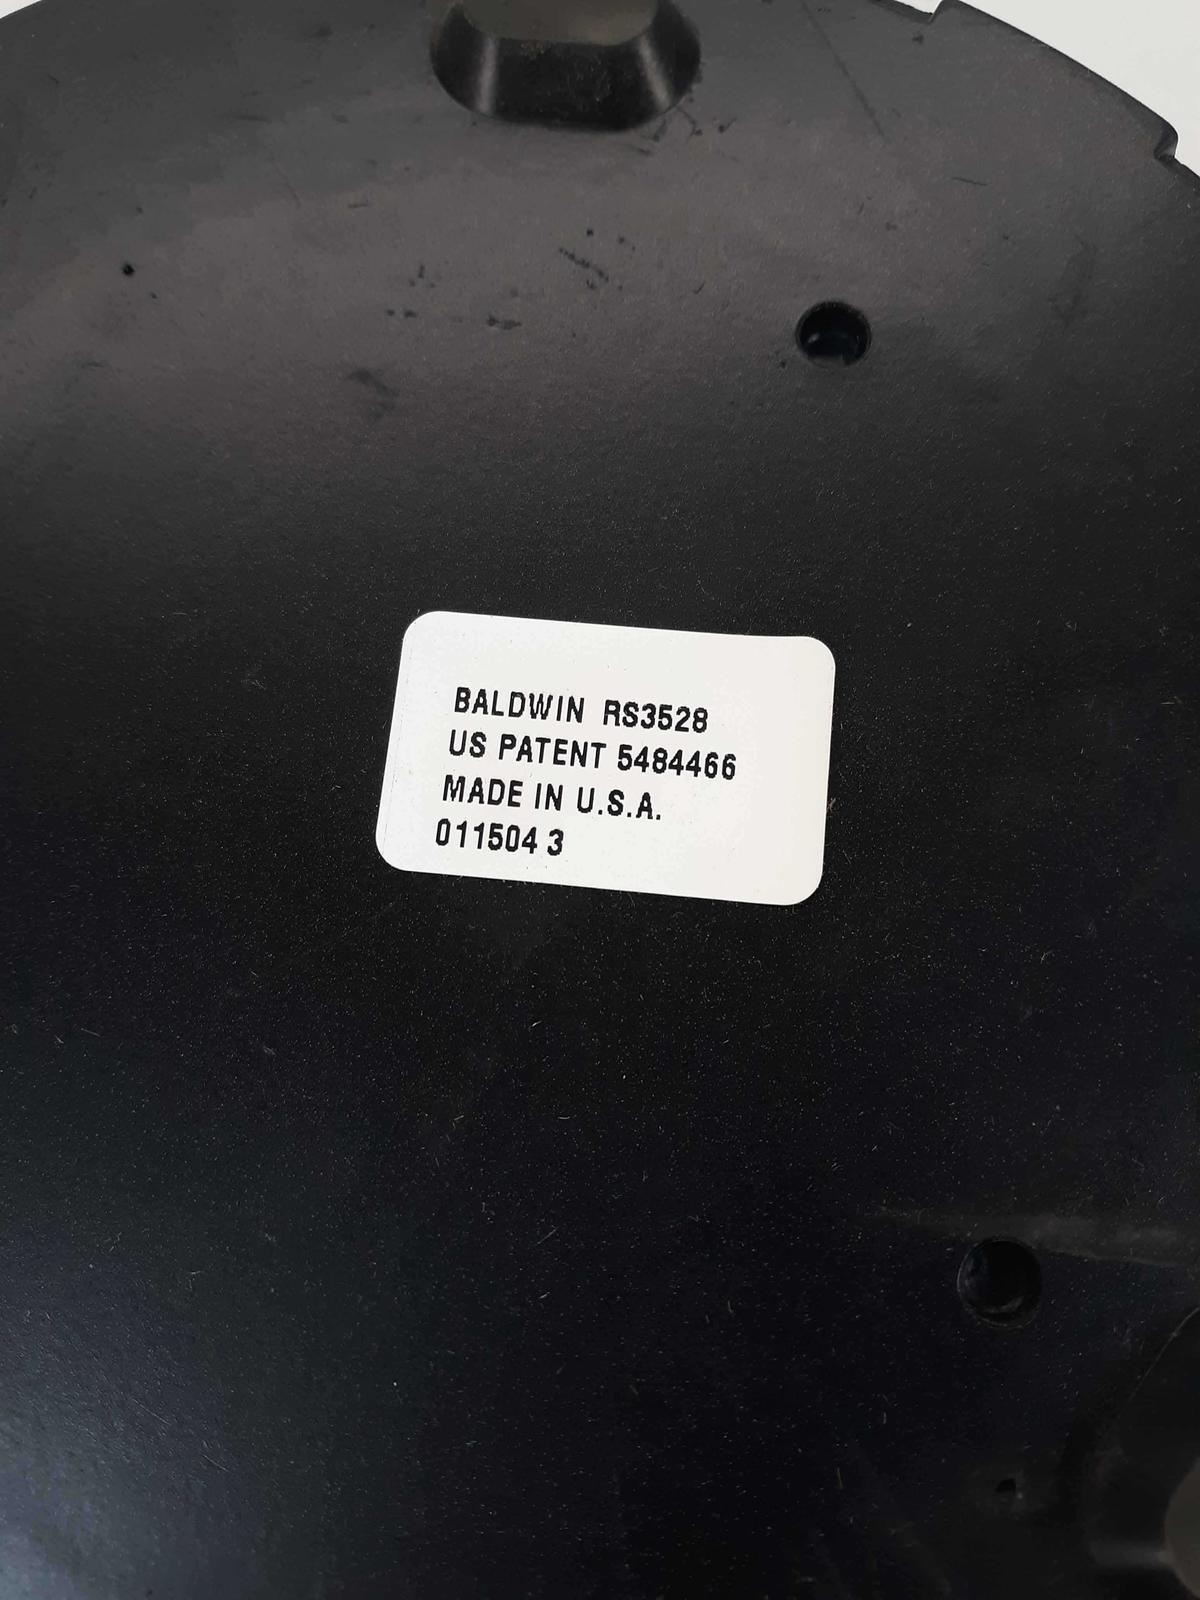 BALDWIN RS3528
US PATENT 5484466
MADE IN U.S.A.
011504 3